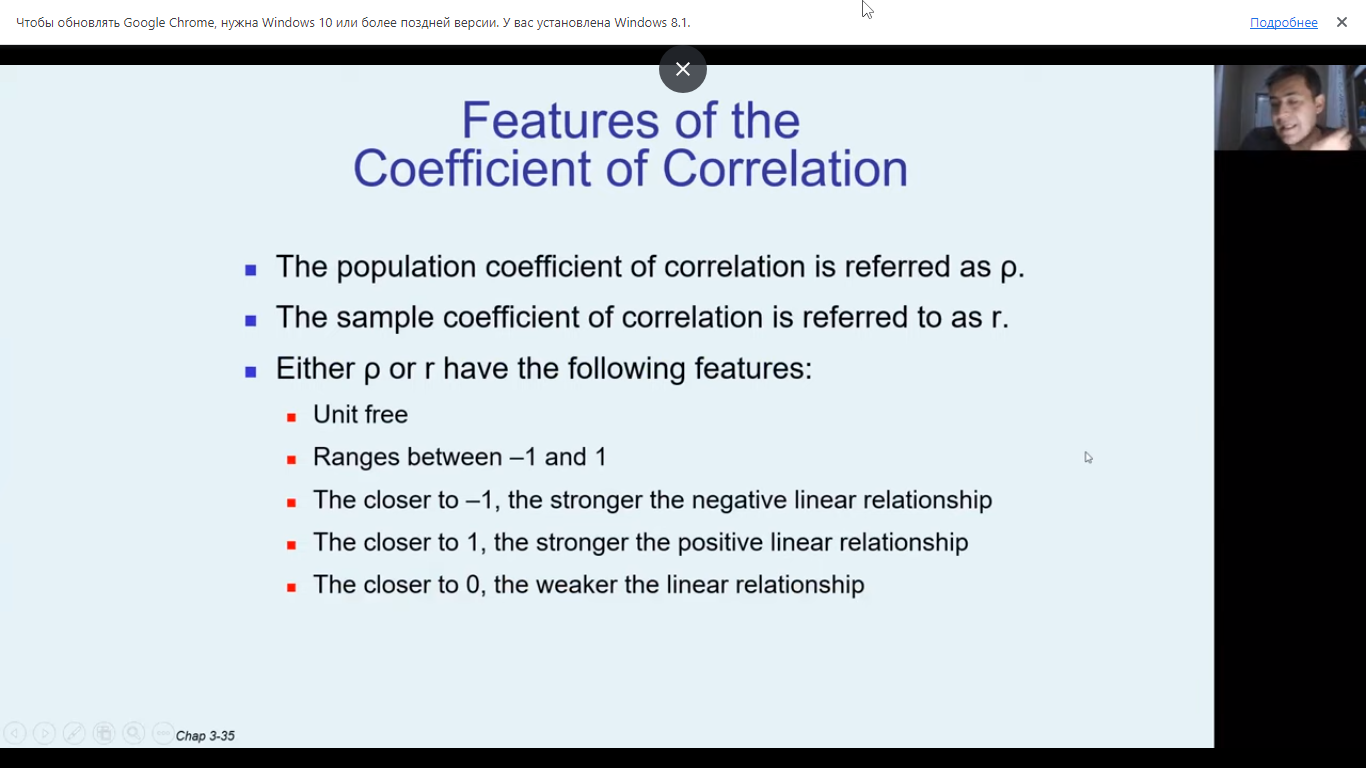 Чтобы обновлять Google Chrome, нужна Windows 10 или более поздней версии. У вас установлена Windows 8.1.
Подробнее
Features of the
Coefficient of Correlation
The population coefficient of correlation is referred as ρ.
The sample coefficient of correlation is referred to as r.
Either ρ or r have the following features:
Unit free
Ranges between –1 and 1
The closer to –1, the stronger the negative linear relationship
The closer to 1, the stronger the positive linear relationship
The closer to 0, the weaker the linear relationship
Chap 3-35